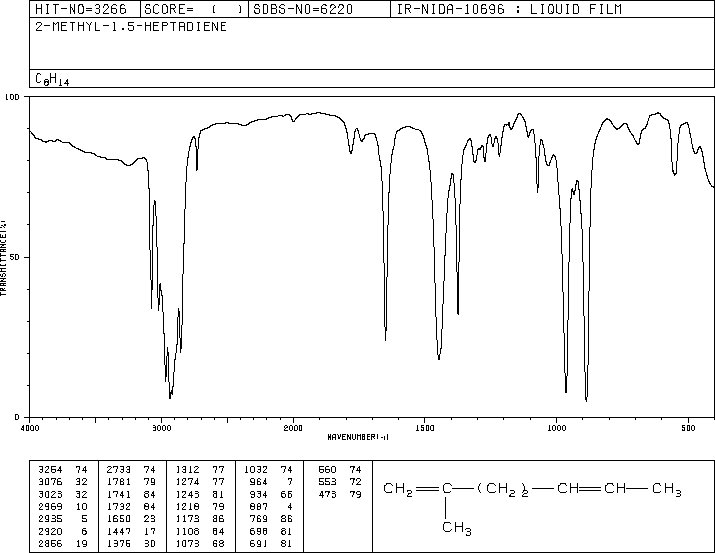 HIT-NO=3266 SCORE= ( ) SDBS-NO=6220 IR-NIDA-10696 : LIQUID FILM
2-METHYL-1.5-HEPTADIENE
C8H14
100
50
0
TRANSMITTANCE(%)
4000 3000 2000 1500 1000 500
WAVENUMBER(-1)
3264 74 2733 74 1312 77 1032 74 660 74
3076 32 1781 79 1274 77 964 7 553 72
3023 32 1741 84 1243 81 934 66 473 79
2969 10 1732 84 1218 79 887 4
2935 5 1650 23 1173 86 769 86
2920 6 1447 17 1108 84 698 81
2856 19 1376 30 1073 68 691 81
CH2=C-(CH2)2-CH=CH-CH3
CH3